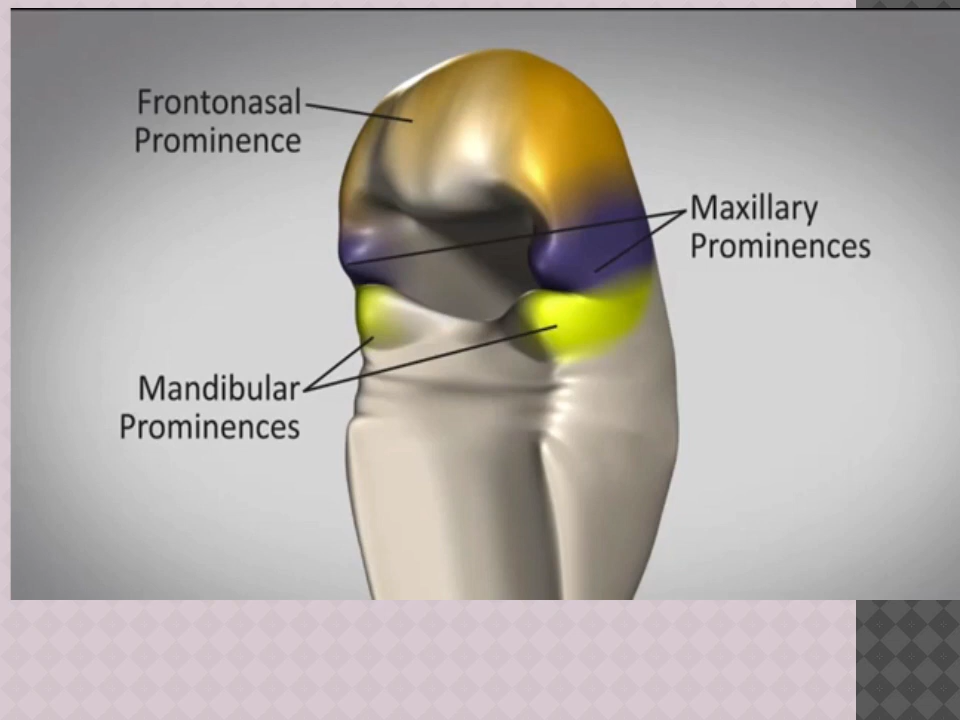 Frontonasal
Prominence
Maxillary
Prominences
Mandibular
Prominences